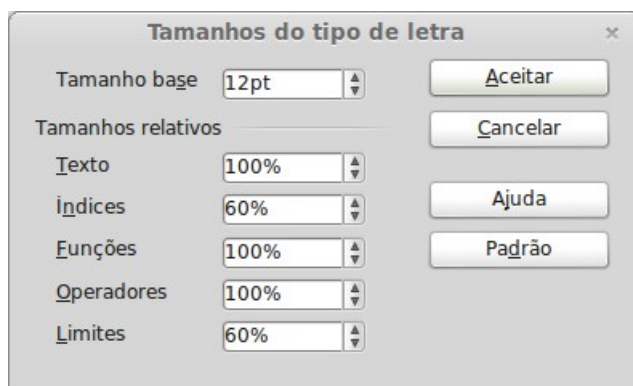 Tamanhos do tipo de letra
Tamanho base 12pt Aceitar
Tamanhos relativos Cancelar
Texto 100%
Índices 60% Ajuda
Funções 100% Padrão
Operadores 100%
Limites 60%